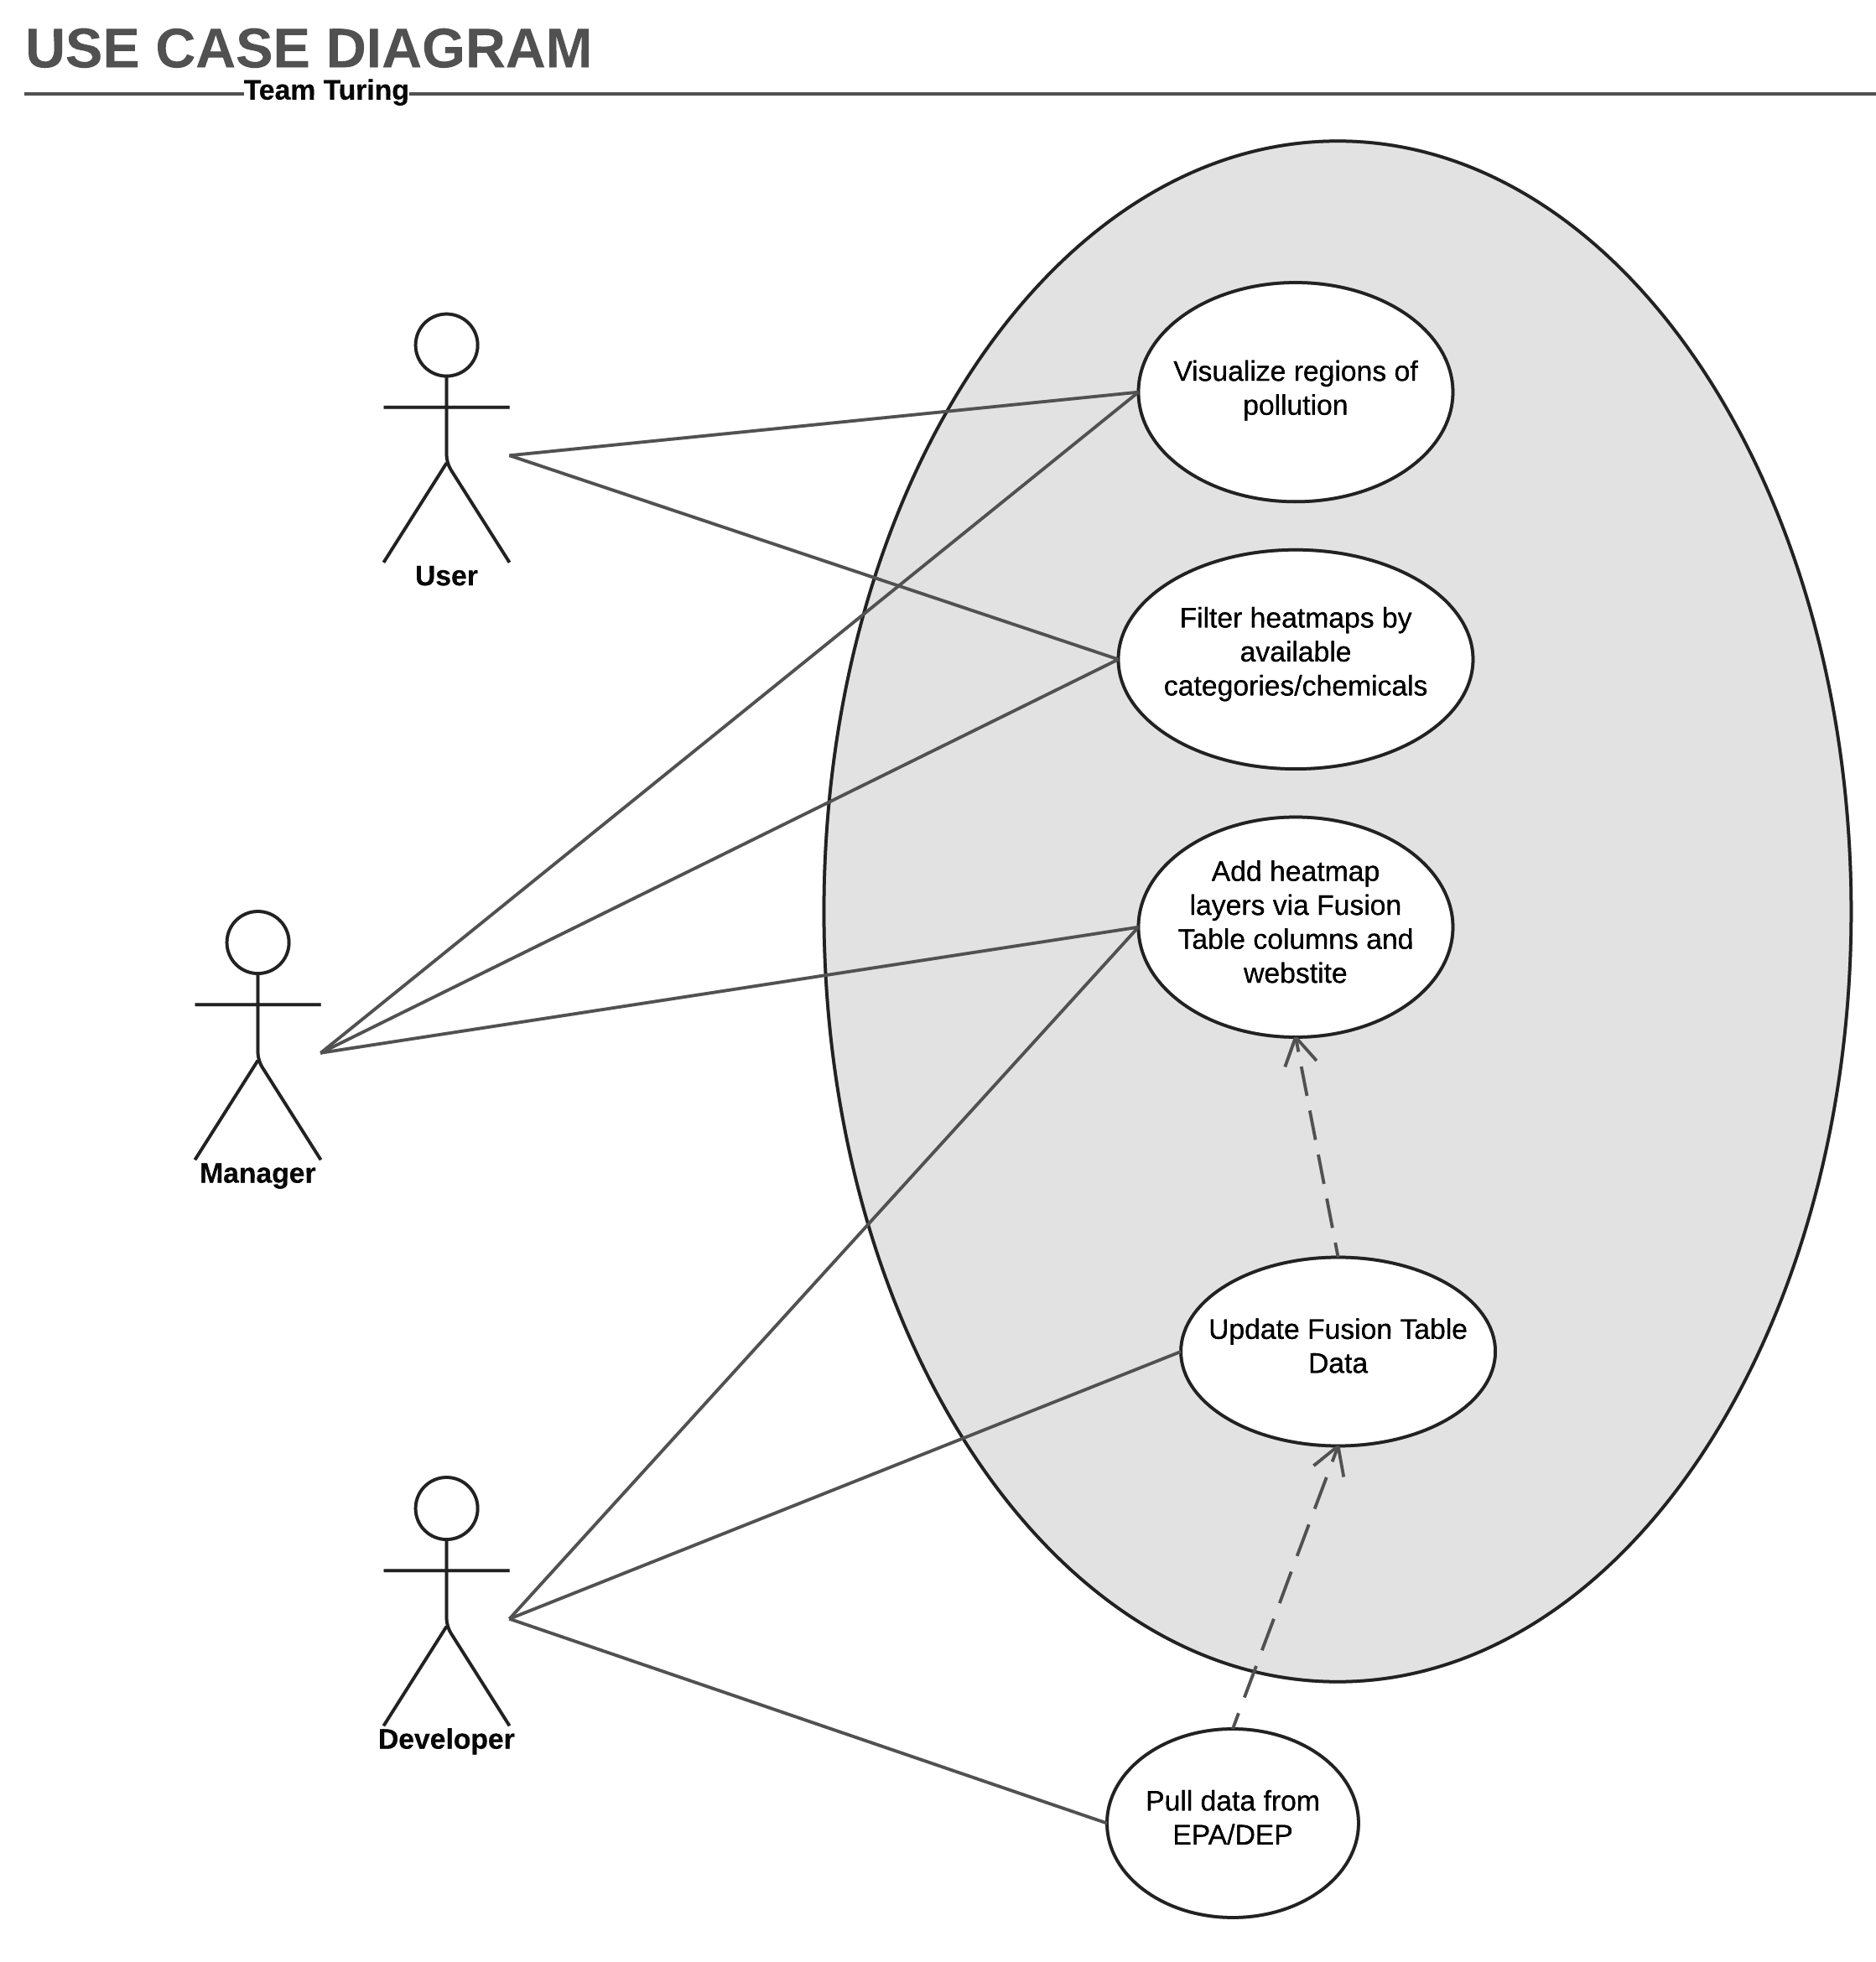 USE CASE DIAGRAM
Team Turing
Visualize regions of
pollution
User
Filter heatmaps by
available
categories/chemicals
Add heatmap
layers via Fusion
Table columns and
webstite
Manager
Update Fusion Table
Data
Developer
Pull data from
EPA/DEP